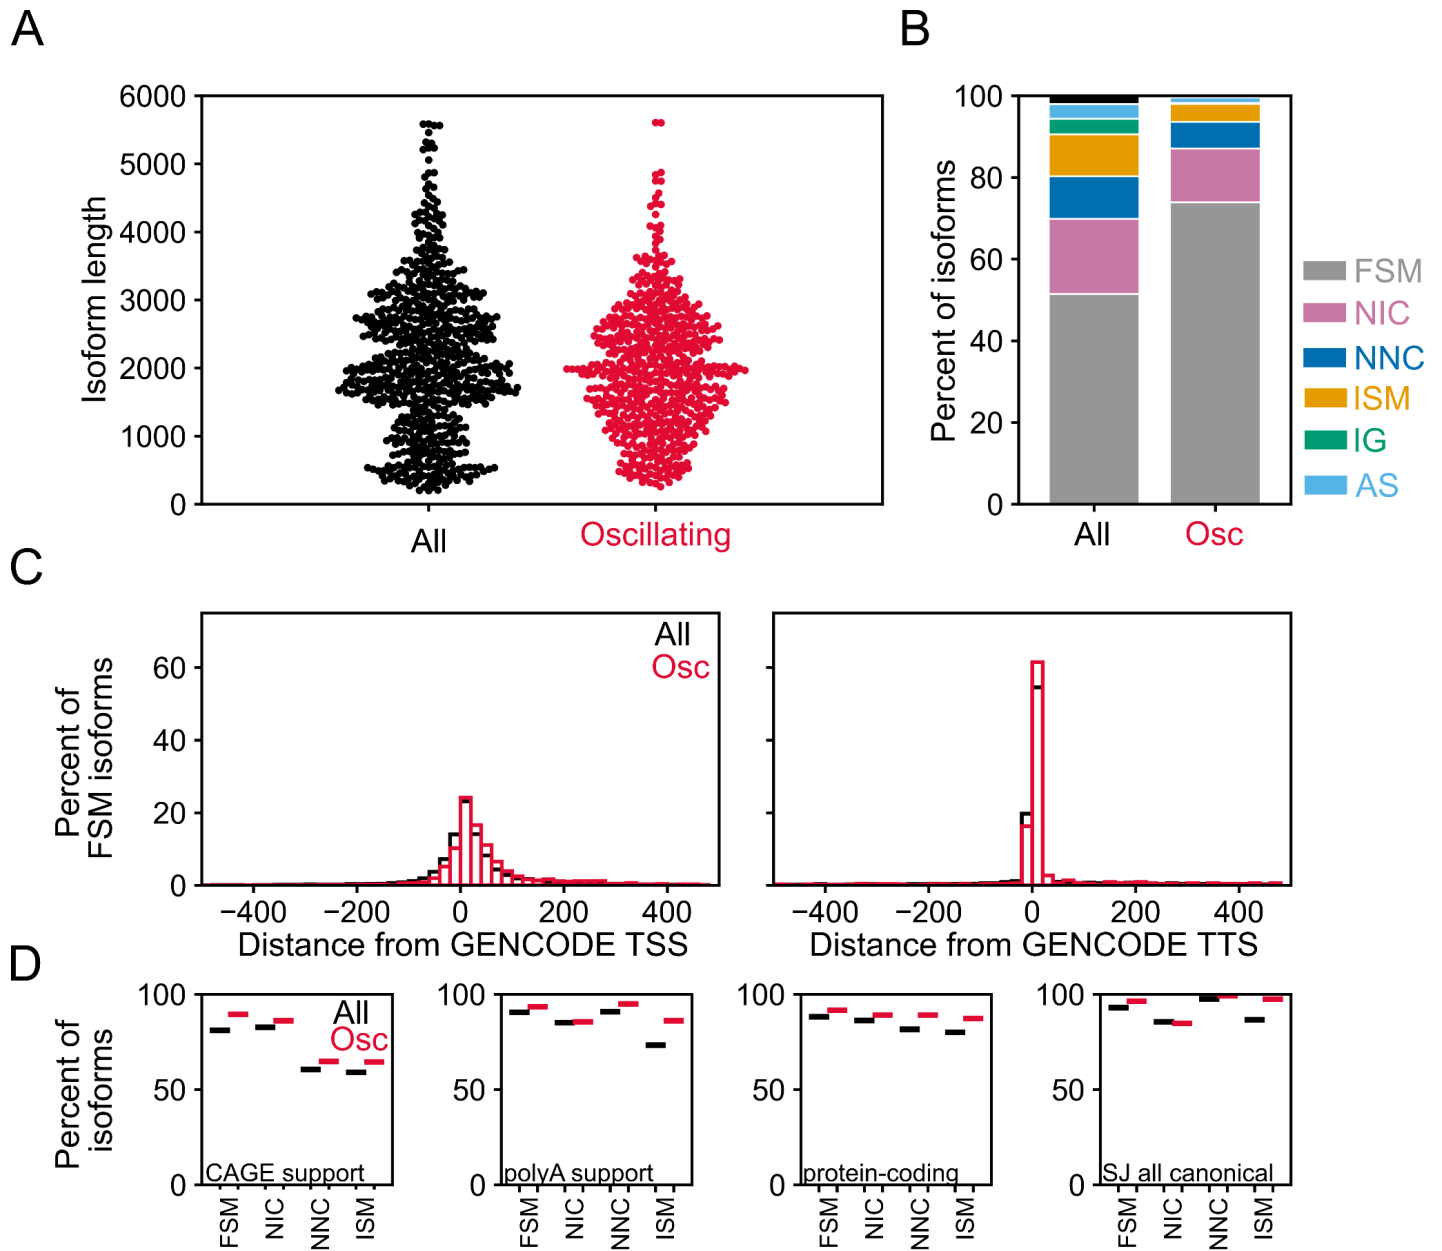 A
Isoform length
6000
5000
4000
3000
2000
1000
0
All
Oscillating
B
Percent of isoforms
100
80
60
40
20
0
All
Osc
FSM
NIC
NNC
ISM
IG
AS
C
Percent of
FSM isoforms
60
40
20
0
All
Osc
−400
−200
0
200
400
Distance from GENCODE TSS
−400
−200
0
200
400
Distance from GENCODE TTS
D
Percent of
isoforms
100
50
0
All
Osc
CAGE support
FSM
NIC
NNC
ISM
100
50
0
polyA support
FSM
NIC
NNC
ISM
100
50
0
protein-coding
FSM
NIC
NNC
ISM
100
50
0
SJ all canonical
FSM
NIC
NNC
ISM